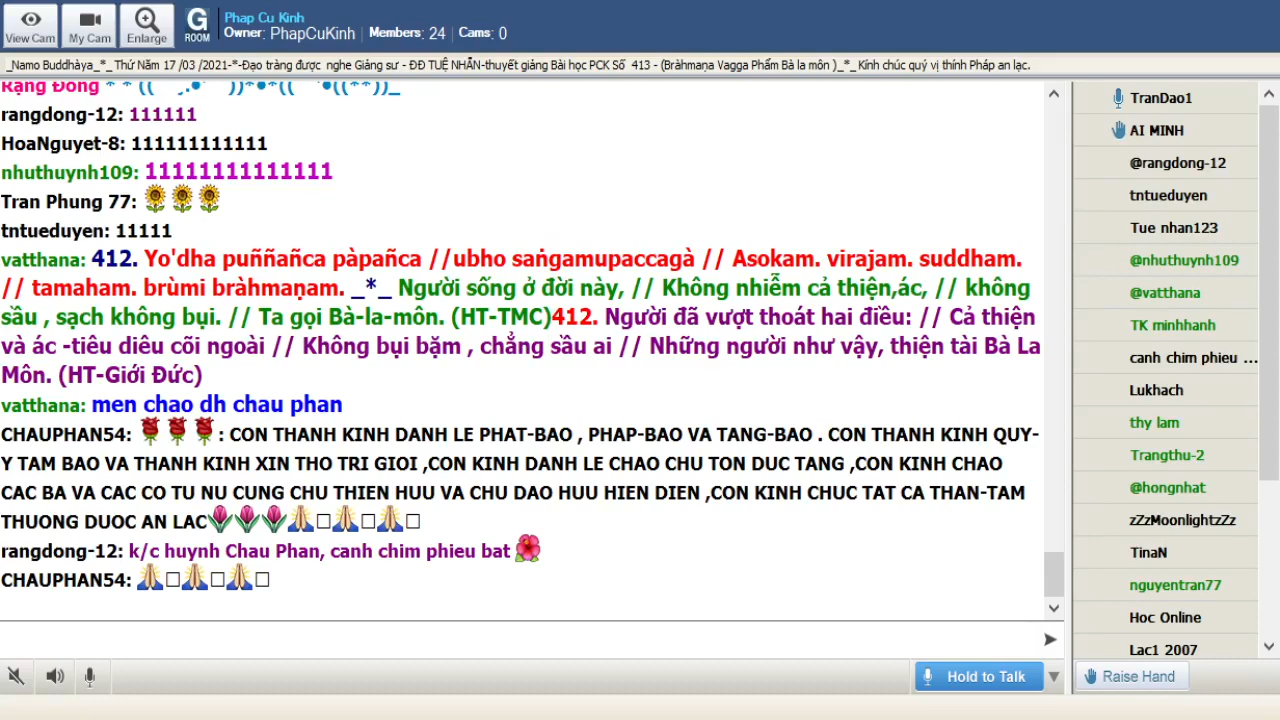 View Cam
My Cam
Enlarge
G ROOM
Phap Cu Kinh
Owner: PhapCuKinh Members: 24 Cams: 0
_Namo Buddhàya_*_ Thứ Năm 17 /03 /2021-*-Đạo tràng được nghe Giảng sư - ĐĐ TUỆ NHẪN-thuyết giảng Bài học PCK Số 413 - (Bràhmaṇa Vagga Phẩm Bà la môn )_*_ Kính chúc quý vị thính Pháp an lạc.
Rạng Đông
rangdong-12: 111111
HoaNguyet-8: 111111111111
nhuthuynh109: 11111111111111
Tran Phung 77:
tntueduyen: 11111
vatthana: 412. Yo'dha puññañca pàpañca //ubho saṅgamupaccagà // Asokam. virajam. suddham.
// tamaham. brùmi bràhmaṇam. _*_ Người sống ở đời này, // Không nhiễm cả thiện,ác, // không
sầu , sạch không bụi. // Ta gọi Bà-la-môn. (HT-TMC)412. Người đã vượt thoát hai điều: // Cả thiện
và ác -tiêu diêu cõi ngoài // Không bụi bặm , chẳng sầu ai // Những người như vậy, thiện tài Bà La
Môn. (HT-Giới Đức)
vatthana: men chao dh chau phan
CHAUPHAN54: : CON THANH KINH DANH LE PHAT-BAO , PHAP-BAO VA TANG-BAO . CON THANH KINH QUY-
Y TAM BAO VA THANH KINH XIN THO TRI GIOI ,CON KINH DANH LE CHAO CHU TON DUC TANG ,CON KINH CHAO
CAC BA VA CAC CO TU NU CUNG CHU THIEN HUU VA CHU DAO HUU HIEN DIEN ,CON KINH CHUC TAT CA THAN-TAM
THUONG DUOC AN LAC
rangdong-12: k/c huynh Chau Phan, canh chim phieu bat
CHAUPHAN54:
Hold to Talk
TranDao1
AI MINH
@rangdong-12
tntueduyen
Tue nhan123
@nhuthuynh109
@vatthana
TK minhhanh
canh chim phieu ...
Lukhach
thy lam
Trangthu-2
@hongnhat
zZzMoonlightzZz
TinaN
nguyentran77
Hoc Online
Lac1 2007
Raise Hand